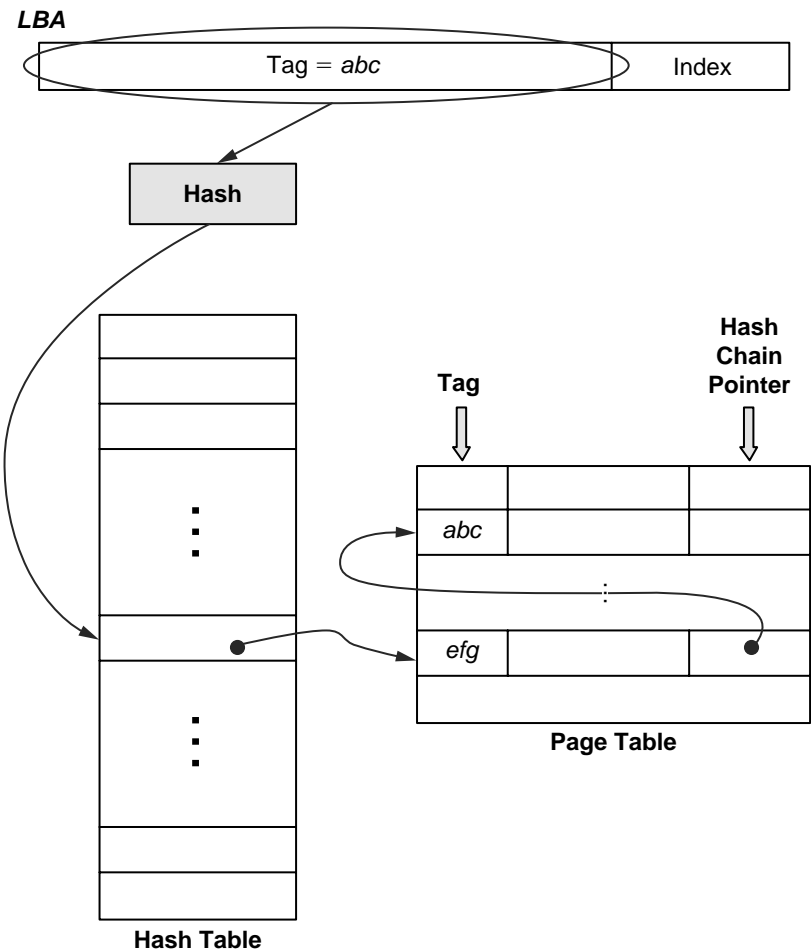 LBA
Tag = abc
Index
Hash
Hash
Chain
Pointer
Tag
abc
efg
Page Table
Hash Table